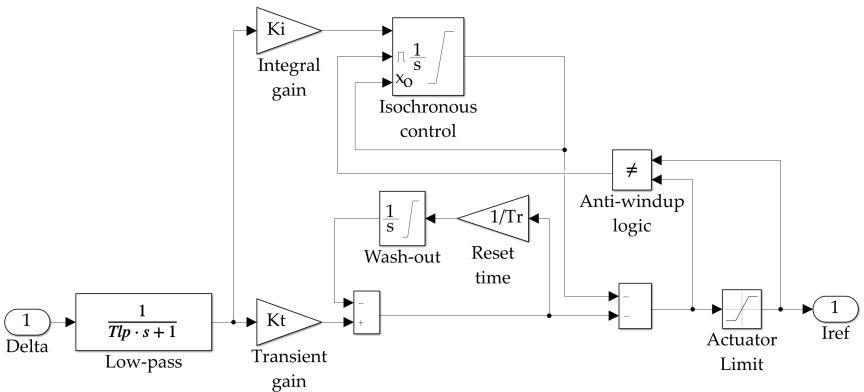 Ki
Integral
gain
1
s
x₀
Isochronous
control
≠
Anti-windup
logic
1
s
Wash-out
1/Tr
Reset
time
1
Delta
1
Tlp · s + 1
Low-pass
Kt
Transient
gain
−
+
−
−
Actuator
Limit
1
Iref